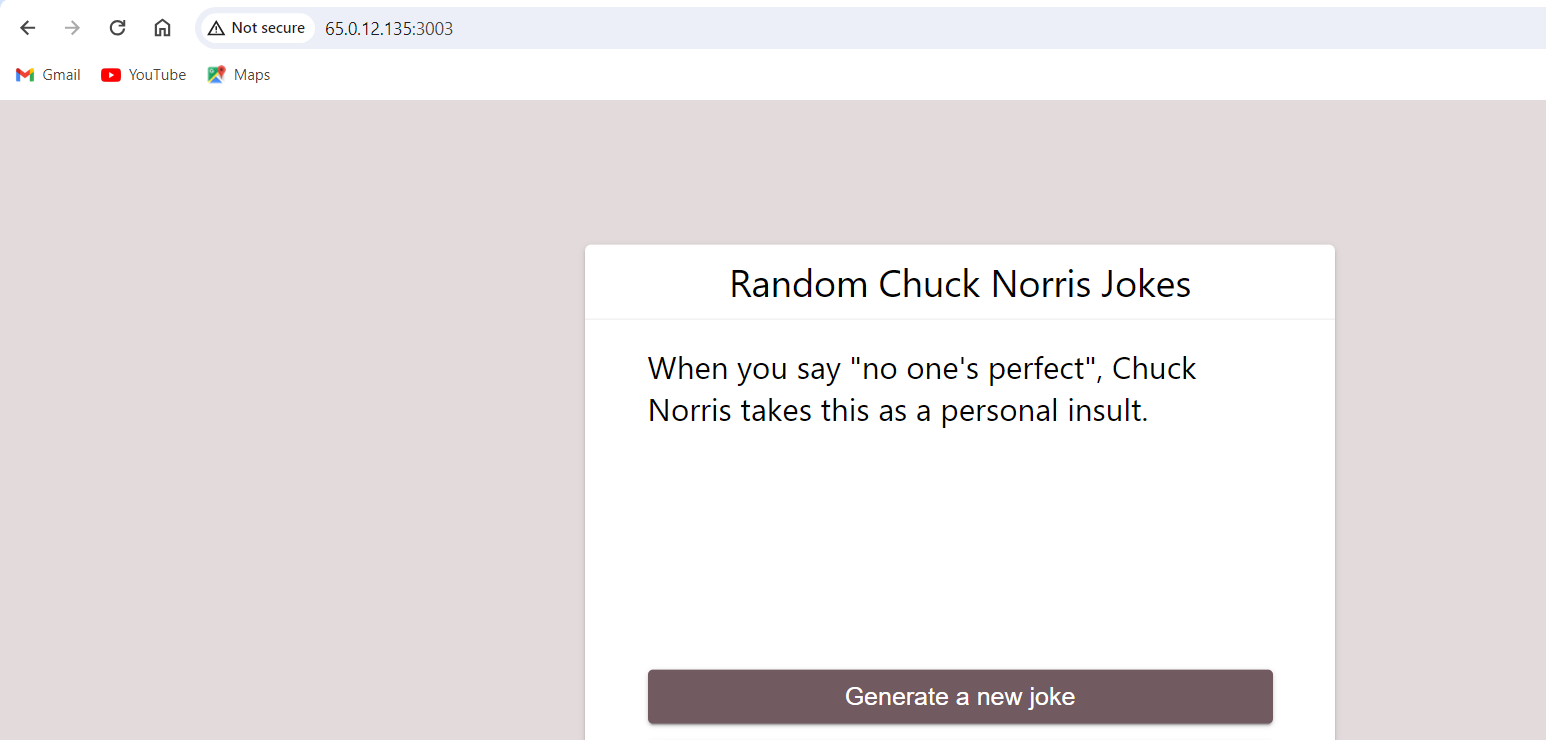 Not secure 65.0.12.135:3003
Gmail YouTube Maps
Random Chuck Norris Jokes
When you say "no one's perfect", Chuck
Norris takes this as a personal insult.
Generate a new joke